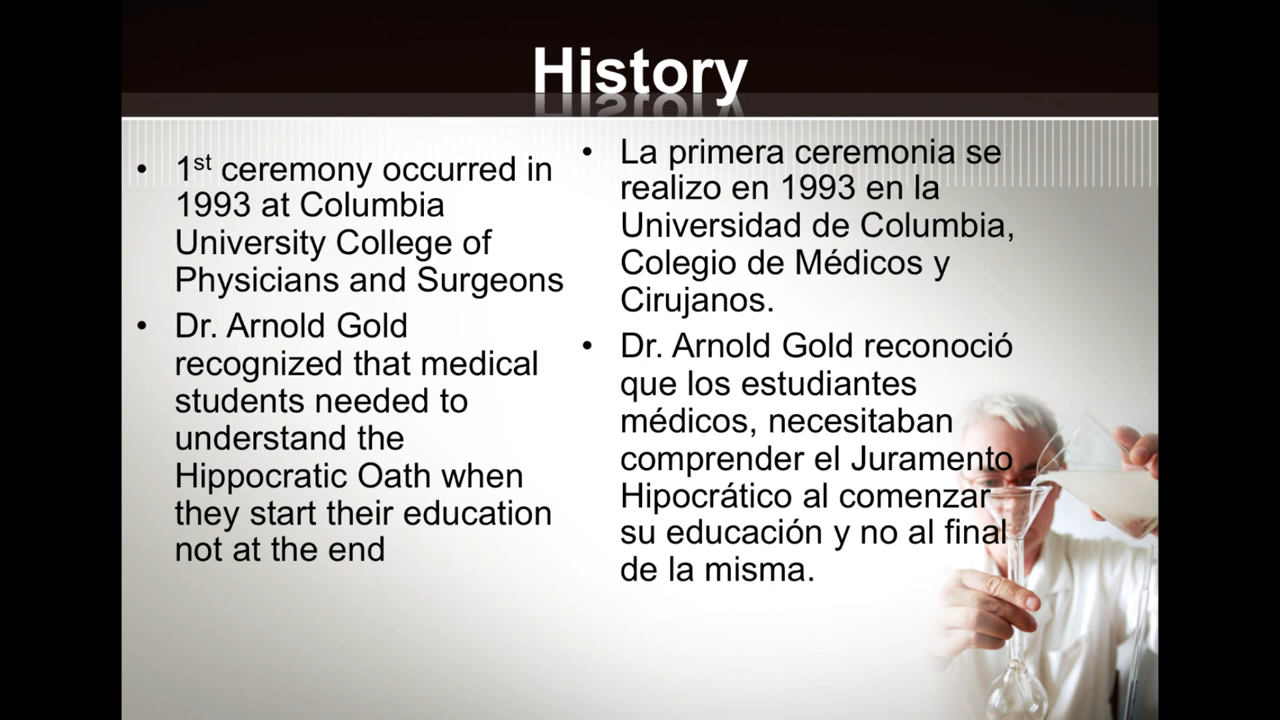 History
• 1st ceremony occurred in
1993 at Columbia
University College of
Physicians and Surgeons
• Dr. Arnold Gold
recognized that medical
students needed to
understand the
Hippocratic Oath when
they start their education
not at the end
• La primera ceremonia se
realizo en 1993 en la
Universidad de Columbia,
Colegio de Médicos y
Cirujanos.
• Dr. Arnold Gold reconoció
que los estudiantes
médicos, necesitaban
comprender el Juramento
Hipocrático al comenzar
su educación y no al final
de la misma.